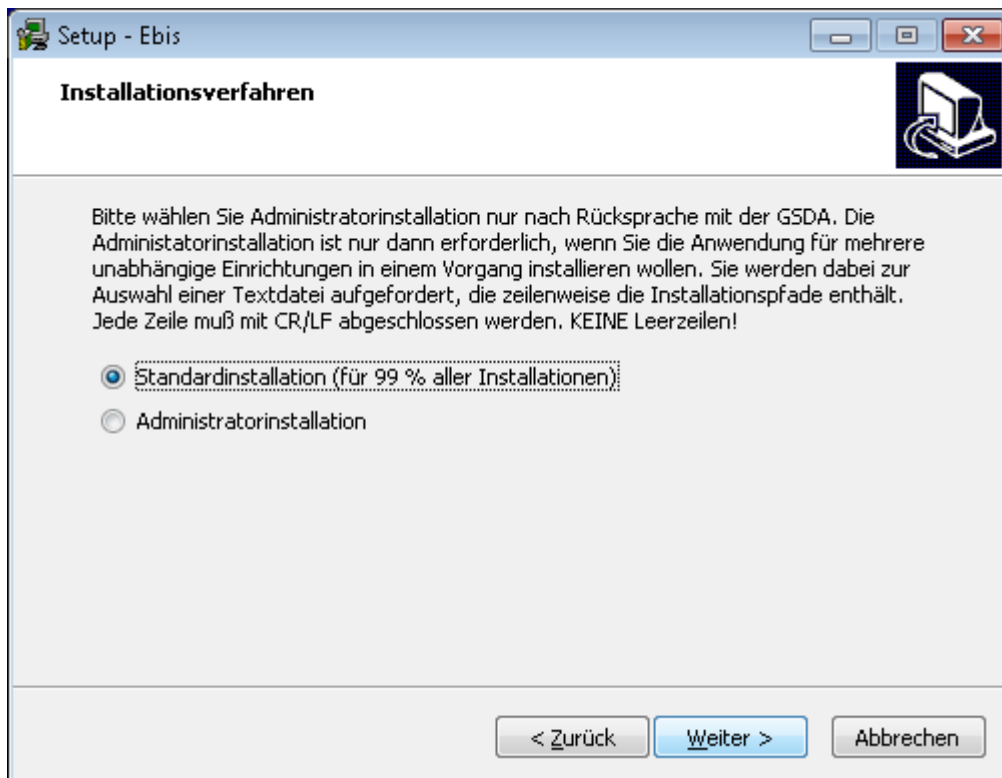 Setup - Ebis
Installationsverfahren
Bitte wählen Sie Administratorinstallation nur nach Rücksprache mit der GSDA. Die
Administatorinstallation ist nur dann erforderlich, wenn Sie die Anwendung für mehrere
unabhängige Einrichtungen in einem Vorgang installieren wollen. Sie werden dabei zur
Auswahl einer Textdatei aufgefordert, die zeilenweise die Installationspfade enthält.
Jede Zeile muß mit CR/LF abgeschlossen werden. KEINE Leerzeilen!
Standardinstallation (für 99 % aller Installationen)
Administratorinstallation
< Zurück Weiter > Abbrechen